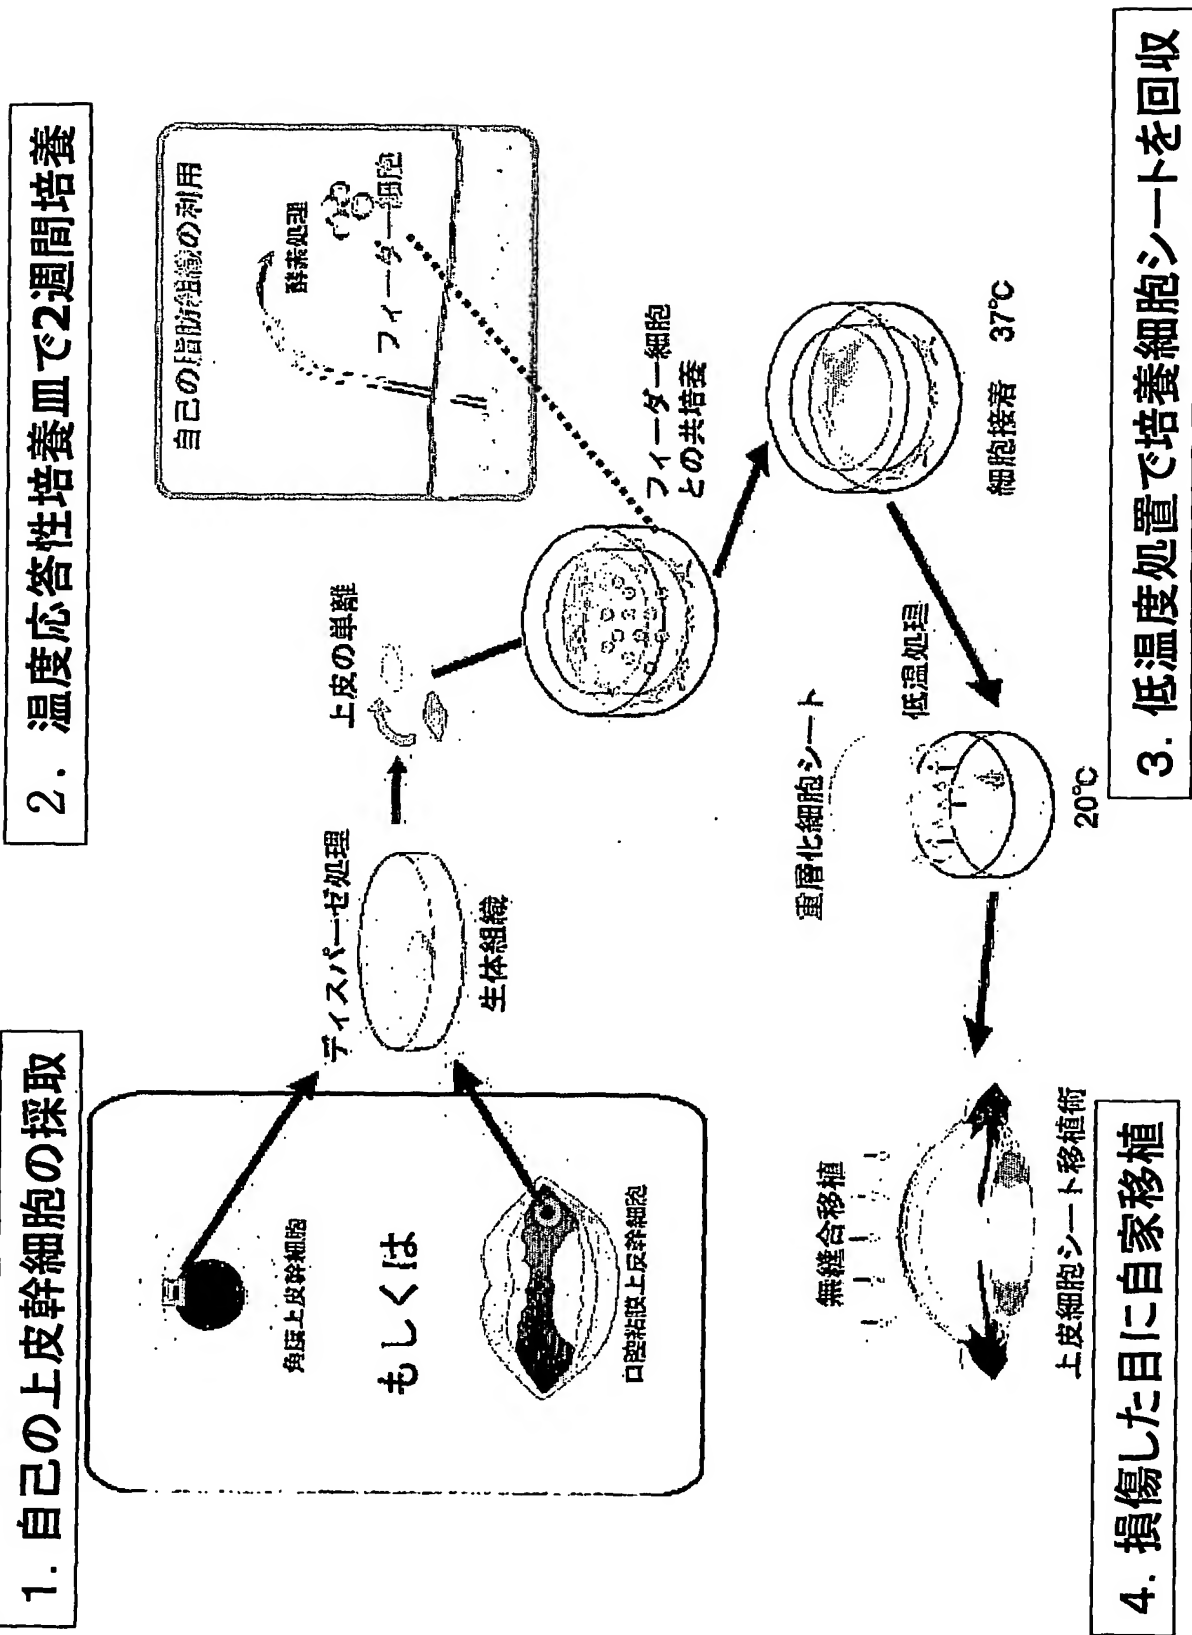 1. 自己の上皮幹細胞の採取
角膜上皮幹細胞
もしくは
口腔粘膜上皮幹細胞
ディスパーゼ処理
生体組織
上皮の単離
2. 温度応答性培養皿で2週間培養
自己の脂肪組織の利用
酵素処理
フィーダー細胞
フィーダー細胞
との共培養
細胞接着 37℃
3. 低温度処置で培養細胞シートを回収
低温処理
20℃
重層化細胞シート
4. 損傷した目に自家移植
無縫合移植
上皮細胞シート移植術